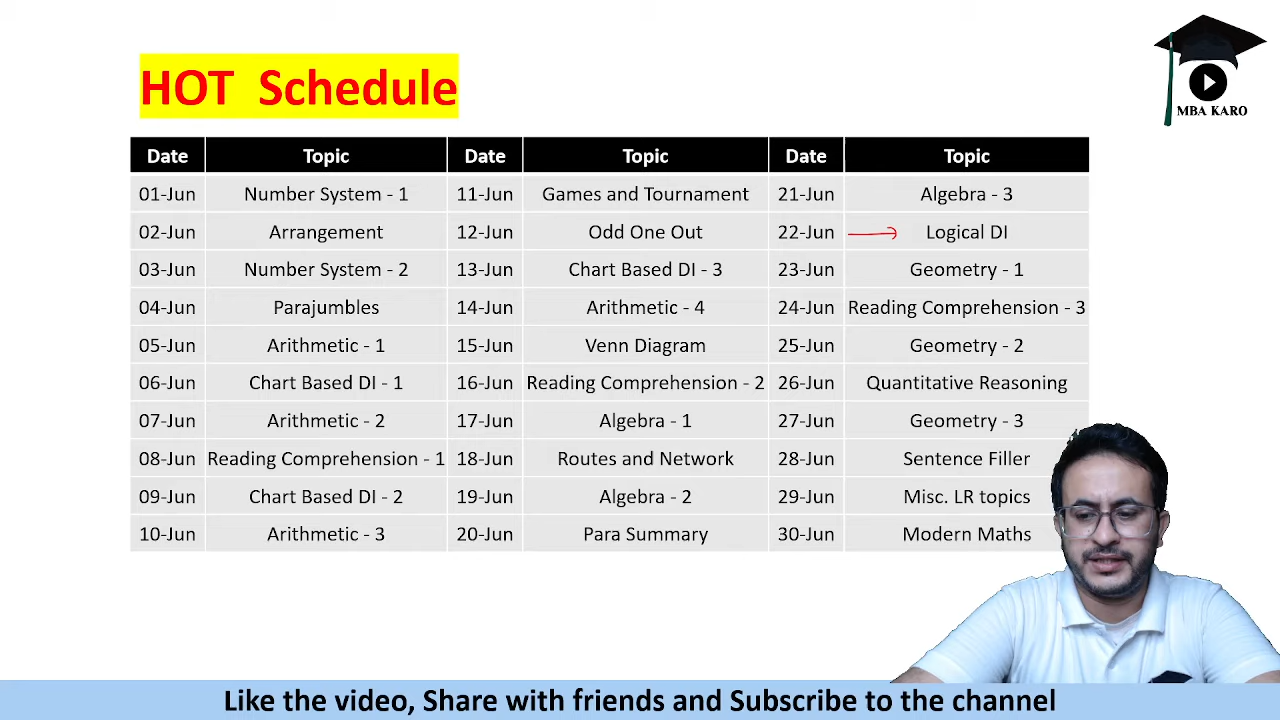 HOT Schedule
MBA KARO
Date Topic Date Topic Date Topic
01-Jun Number System - 1 11-Jun Games and Tournament 21-Jun Algebra - 3
02-Jun Arrangement 12-Jun Odd One Out 22-Jun Logical DI
03-Jun Number System - 2 13-Jun Chart Based DI - 3 23-Jun Geometry - 1
04-Jun Parajumbles 14-Jun Arithmetic - 4 24-Jun Reading Comprehension - 3
05-Jun Arithmetic - 1 15-Jun Venn Diagram 25-Jun Geometry - 2
06-Jun Chart Based DI - 1 16-Jun Reading Comprehension - 2 26-Jun Quantitative Reasoning
07-Jun Arithmetic - 2 17-Jun Algebra - 1 27-Jun Geometry - 3
08-Jun Reading Comprehension - 1 18-Jun Routes and Network 28-Jun Sentence Filler
09-Jun Chart Based DI - 2 19-Jun Algebra - 2 29-Jun Misc. LR topics
10-Jun Arithmetic - 3 20-Jun Para Summary 30-Jun Modern Maths
Like the video, Share with friends and Subscribe to the channel